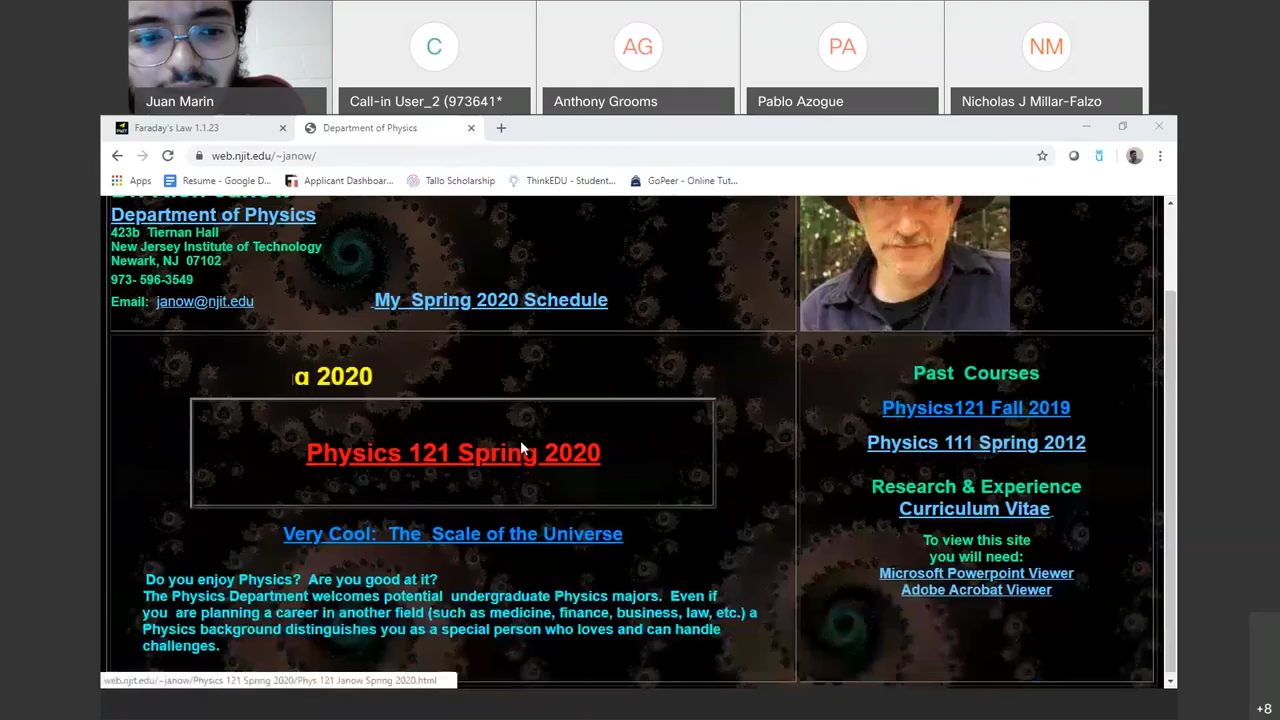 C
AG
PA
NM
Juan Marin
Call-in User_2 (973641*
Anthony Grooms
Pablo Azogue
Nicholas J Millar-Falzo
Faraday's Law 1.1.23
Department of Physics
web.njit.edu/~janow/
Apps
Resume - Google D...
Applicant Dashboar...
Tallo Scholarship
ThinkEDU - Student...
GoPeer - Online Tut...
Department of Physics
423b Tiernan Hall
New Jersey Institute of Technology
Newark, NJ 07102
973- 596-3549
Email: janow@njit.edu
My Spring 2020 Schedule
a 2020
Physics 121 Spring 2020
Very Cool: The Scale of the Universe
Do you enjoy Physics? Are you good at it?
The Physics Department welcomes potential undergraduate Physics majors. Even if
you are planning a career in another field (such as medicine, finance, business, law, etc.) a
Physics background distinguishes you as a special person who loves and can handle
challenges.
Past Courses
Physics121 Fall 2019
Physics 111 Spring 2012
Research & Experience
Curriculum Vitae
To view this site
you will need:
Microsoft Powerpoint Viewer
Adobe Acrobat Viewer
web.njit.edu/~janow/Physics 121 Spring 2020/Phys 121 Janow Spring 2020.html
+8